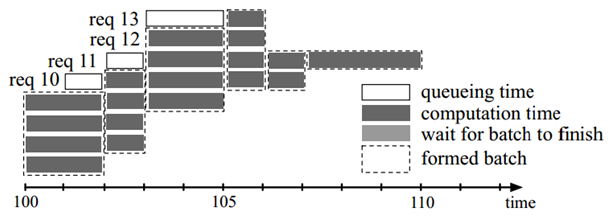 req 13
req 12
req 11
req 10
queueing time
computation time
wait for batch to finish
formed batch
100 105 110 time